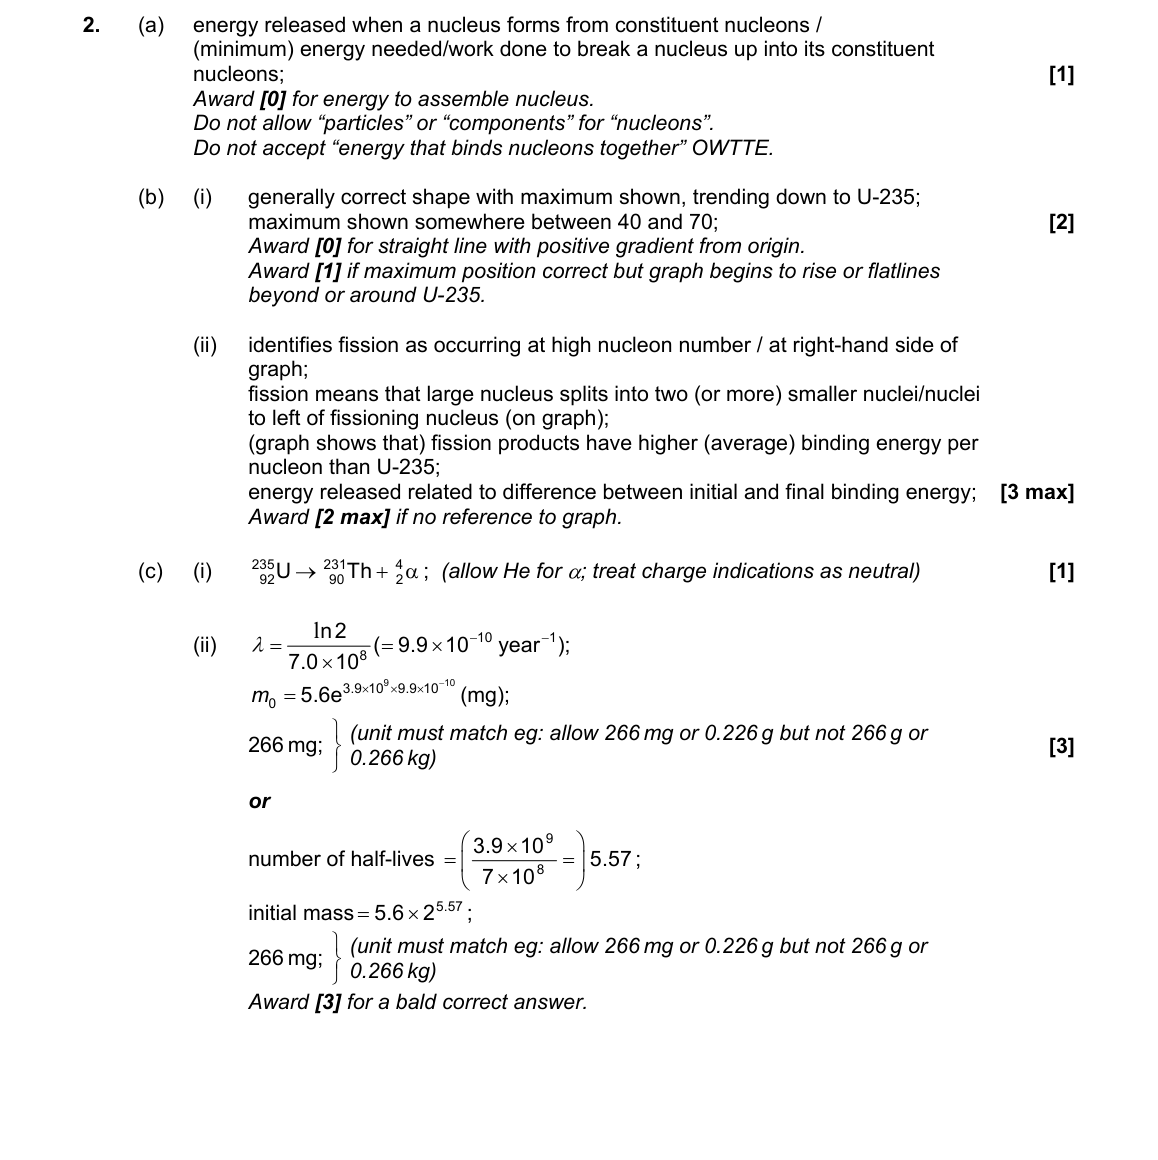 2. (a) energy released when a nucleus forms from constituent nucleons /
(minimum) energy needed/work done to break a nucleus up into its constituent
nucleons; [1]
Award [0] for energy to assemble nucleus.
Do not allow “particles” or “components” for “nucleons”.
Do not accept “energy that binds nucleons together” OWTTE.
(b) (i) generally correct shape with maximum shown, trending down to U-235;
maximum shown somewhere between 40 and 70; [2]
Award [0] for straight line with positive gradient from origin.
Award [1] if maximum position correct but graph begins to rise or flatlines
beyond or around U-235.
(ii) identifies fission as occurring at high nucleon number / at right-hand side of
graph;
fission means that large nucleus splits into two (or more) smaller nuclei/nuclei
to left of fissioning nucleus (on graph);
(graph shows that) fission products have higher (average) binding energy per
nucleon than U-235;
energy released related to difference between initial and final binding energy; [3 max]
Award [2 max] if no reference to graph.
(c) (i) ²³⁵₉₂U → ²³¹₉₀Th + ⁴₂α ; (allow He for α; treat charge indications as neutral) [1]
(ii) λ = ln 2 / 7.0×10⁸ (= 9.9×10⁻¹⁰ year⁻¹);
m₀ = 5.6e^(3.9×10⁹×9.9×10⁻¹⁰) (mg);
266 mg; } (unit must match eg: allow 266 mg or 0.226 g but not 266 g or
0.266 kg) [3]
or
number of half-lives = (3.9×10⁹ / 7×10⁸ =) 5.57 ;
initial mass = 5.6 × 2^5.57 ;
266 mg; } (unit must match eg: allow 266 mg or 0.226 g but not 266 g or
0.266 kg)
Award [3] for a bald correct answer.